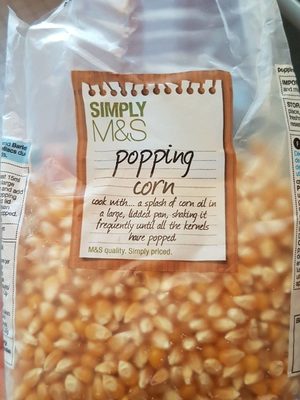 SIMPLY
M&S
popping
corn
cook with... a splash of corn oil in
a large, lidded pan, shaking it
frequently until all the kernels
have popped
M&S quality. Simply priced.